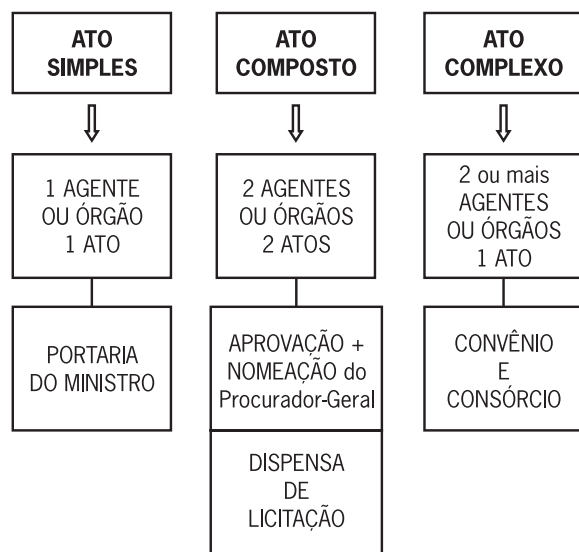 ATO
SIMPLES
ATO
COMPOSTO
ATO
COMPLEXO
1 AGENTE
OU ÓRGÃO
1 ATO
2 AGENTES
OU ÓRGÃOS
2 ATOS
2 ou mais
AGENTES
OU ÓRGÃOS
1 ATO
PORTARIA
DO MINISTRO
APROVAÇÃO +
NOMEAÇÃO do
Procurador-Geral
CONVÊNIO
E
CONSÓRCIO
DISPENSA
DE
LICITAÇÃO